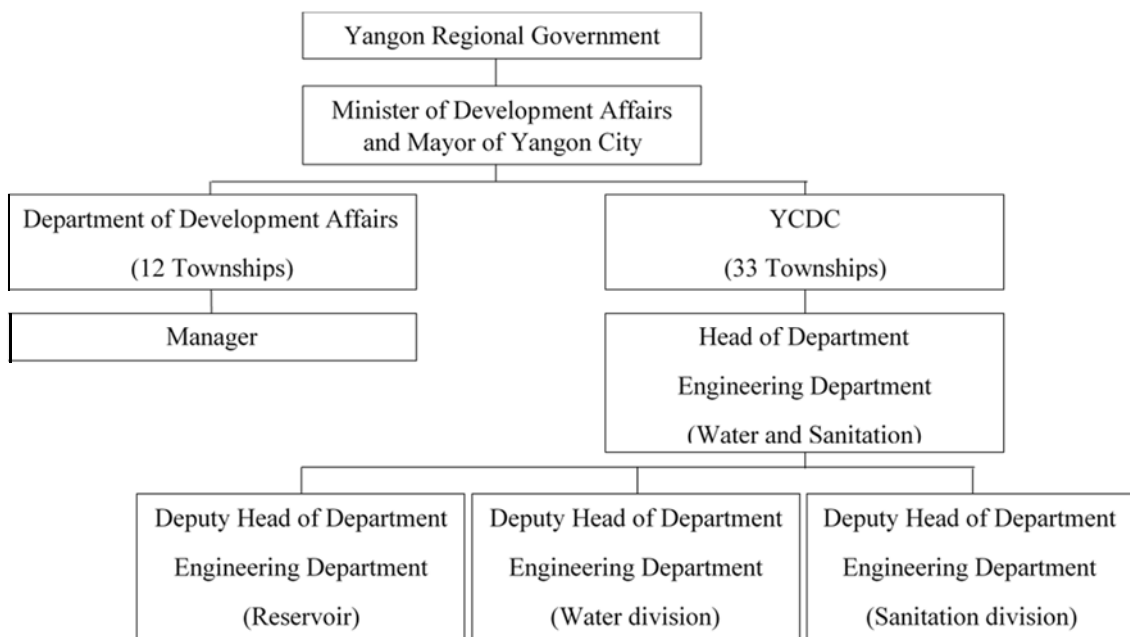 Yangon Regional Government
Minister of Development Affairs
and Mayor of Yangon City
Department of Development Affairs
(12 Townships)
YCDC
(33 Townships)
Manager
Head of Department
Engineering Department
(Water and Sanitation)
Deputy Head of Department
Engineering Department
(Reservoir)
Deputy Head of Department
Engineering Department
(Water division)
Deputy Head of Department
Engineering Department
(Sanitation division)